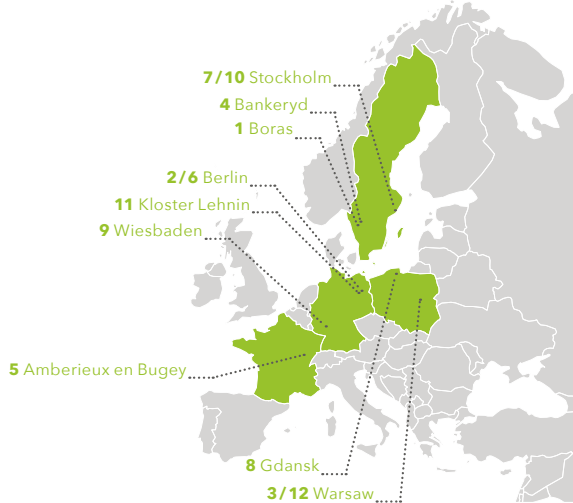 7/10 Stockholm
4 Bankeryd
1 Boras
2/6 Berlin
11 Kloster Lehnin
9 Wiesbaden
5 Amberieux en Bugey
8 Gdansk
3/12 Warsaw